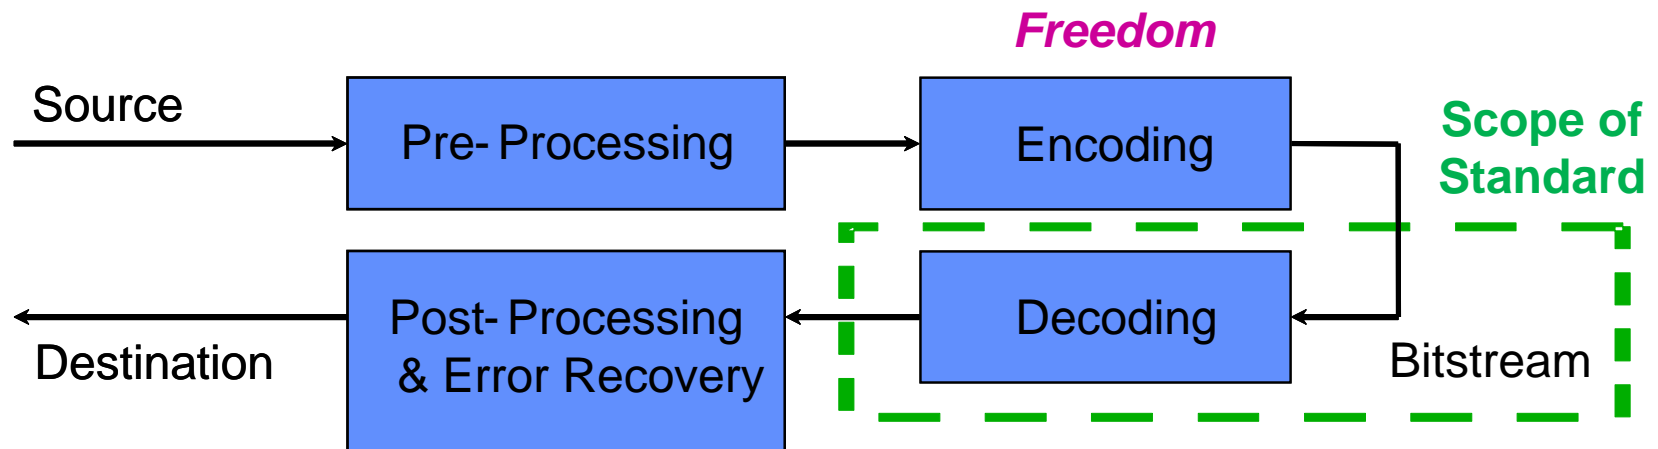 Freedom
Source
Pre- Processing
Encoding
Scope of
Standard
Post- Processing
& Error Recovery
Decoding
Destination
Bitstream